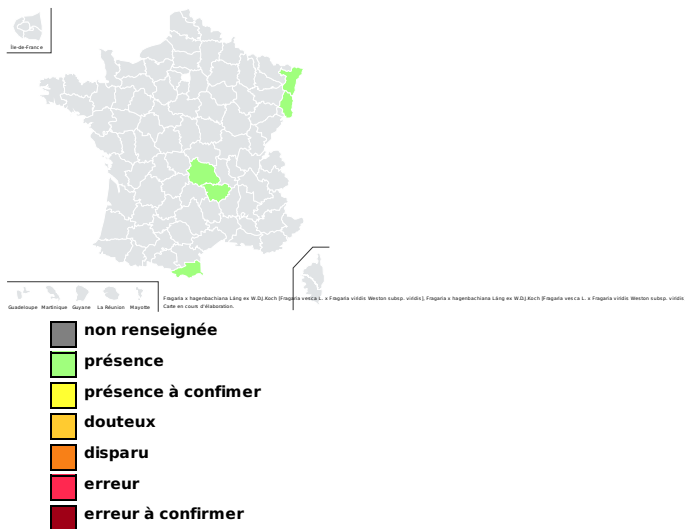 Île-de-France
Guadeloupe Martinique Guyane La Réunion Mayotte
Fragaria x hagenbachiana Láng ex W.D.J.Koch [Fragaria vesca L. x Fragaria viridis Weston subsp. viridis], Fragaria x hagenbachiana Láng ex W.D.J.Koch [Fragaria vesca L. x Fragaria viridis Weston subsp. viridis
Carte en cours d'élaboration.
non renseignée
présence
présence à confimer
douteux
disparu
erreur
erreur à confirmer